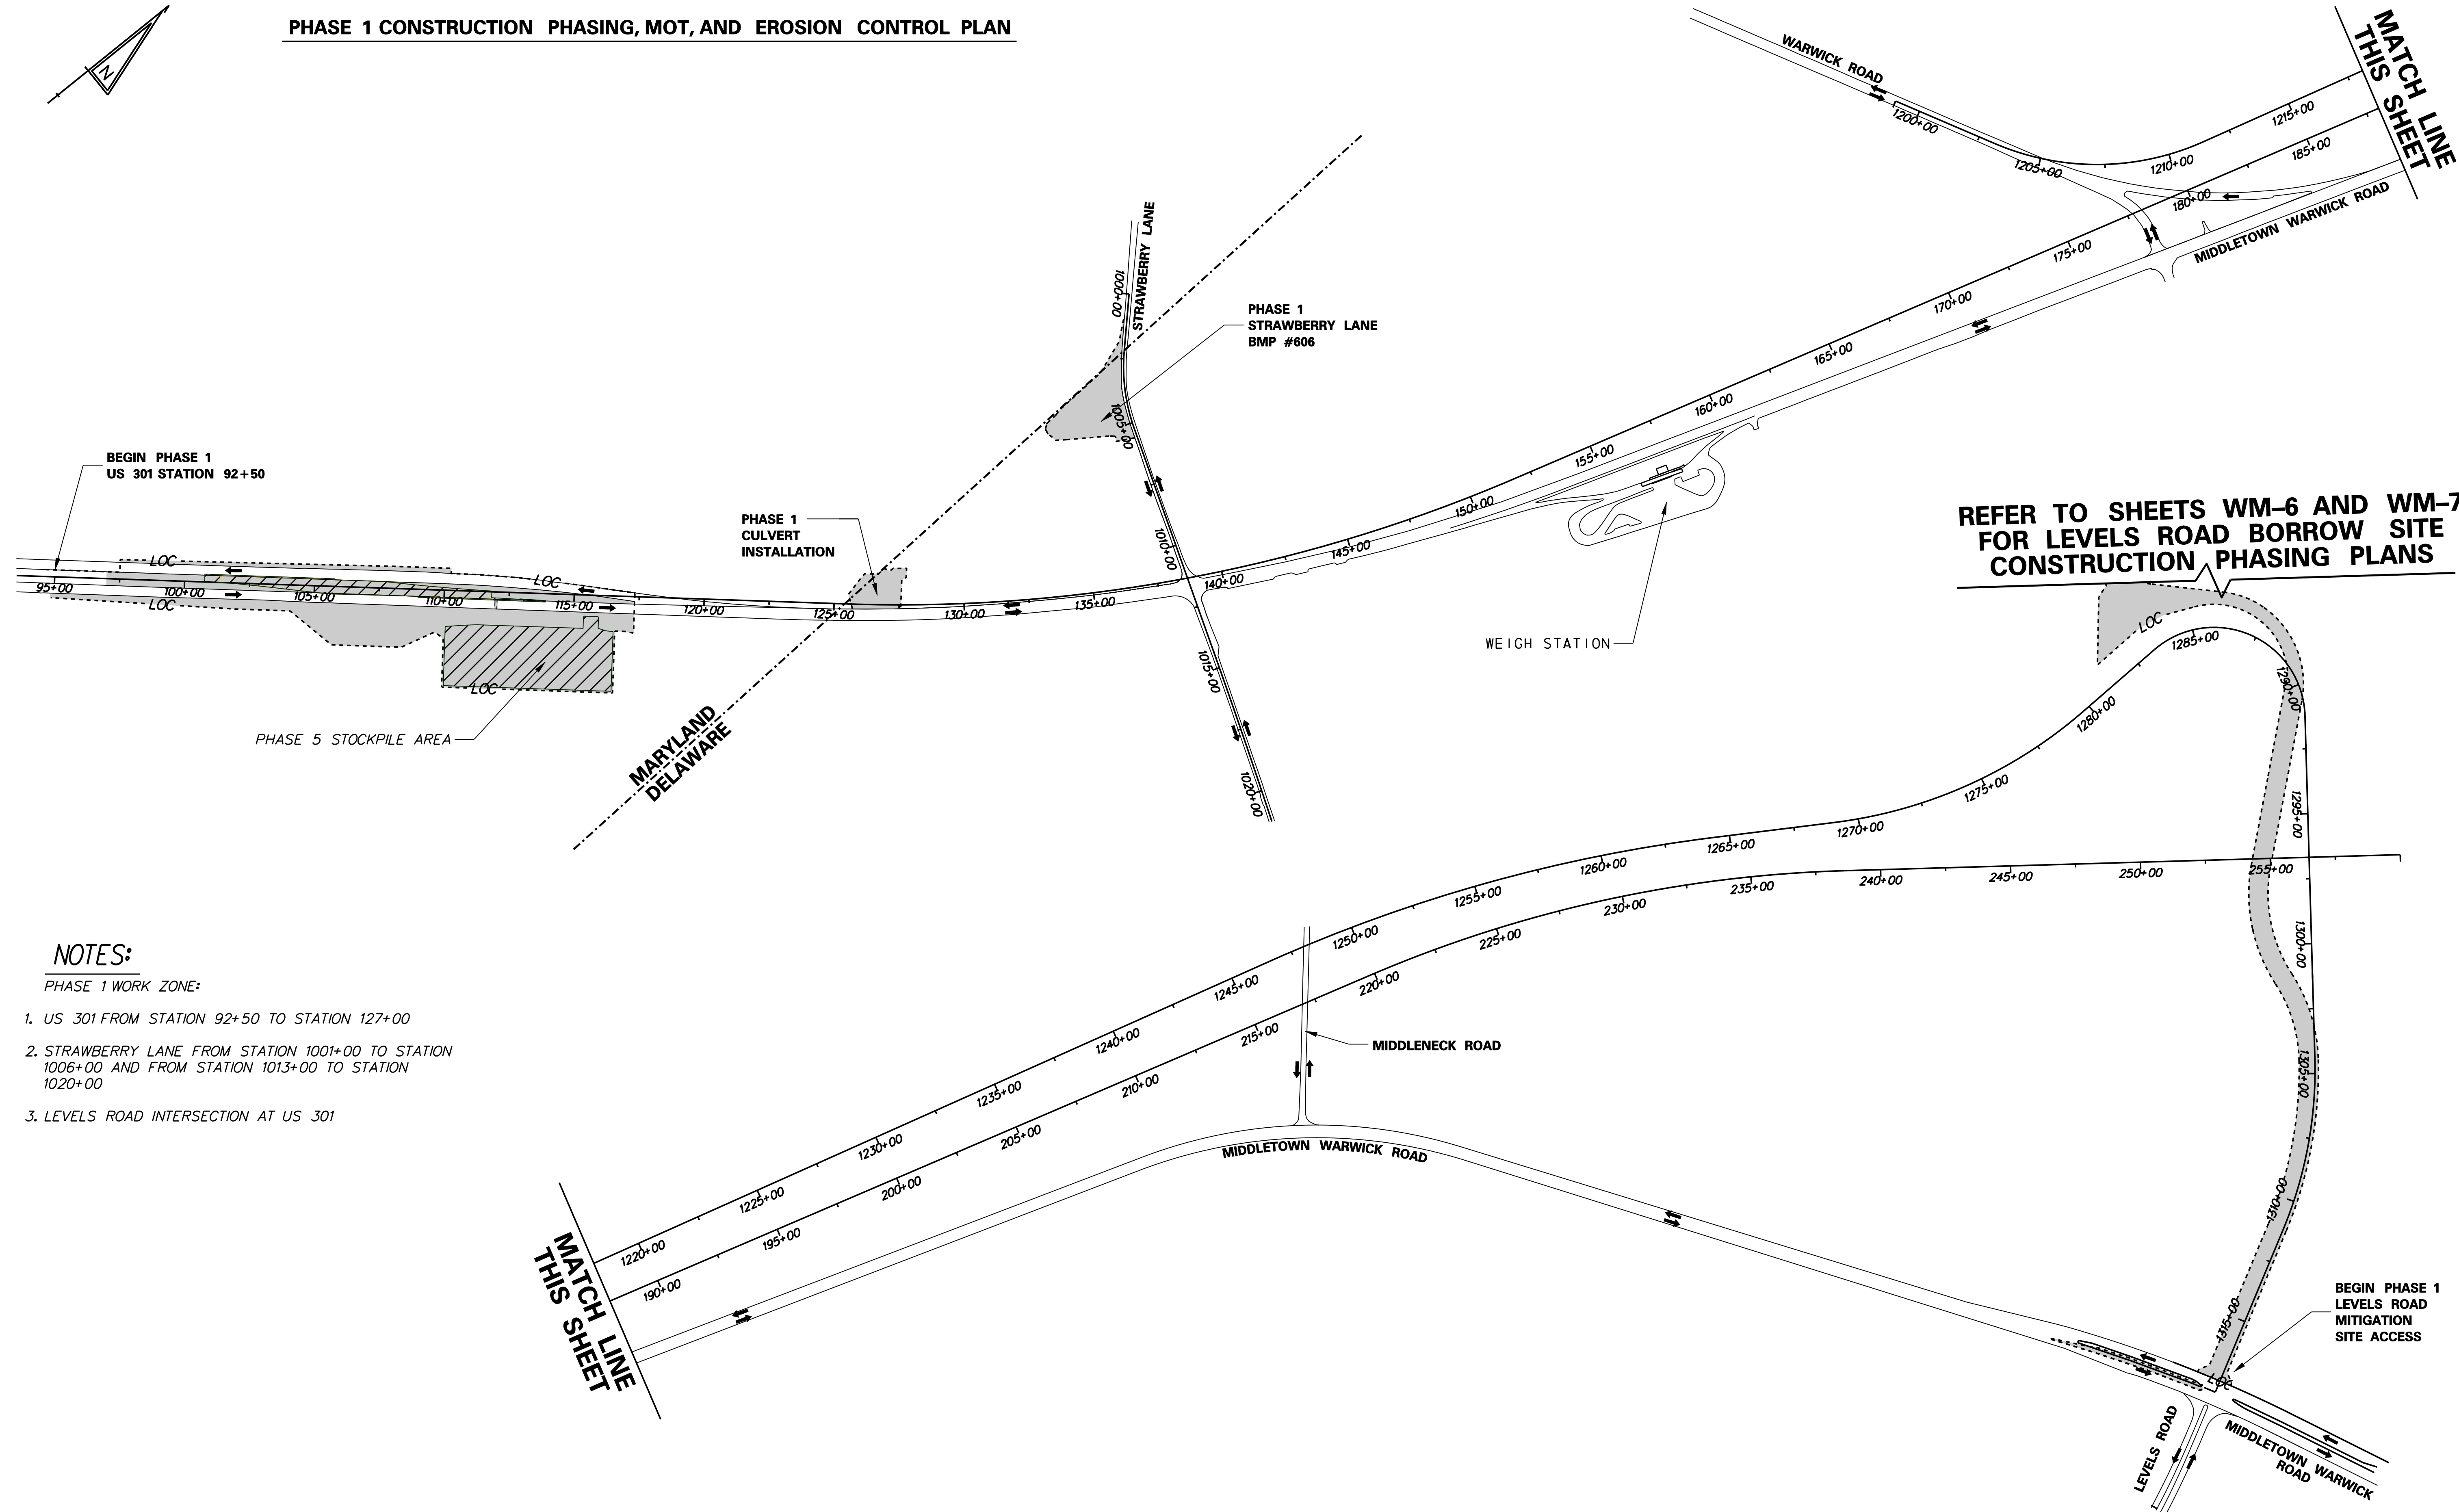 PHASE 1 CONSTRUCTION PHASING, MOT, AND EROSION CONTROL PLAN
N
WARWICK ROAD
MATCH LINE
THIS SHEET
1200+00
1205+00
1210+00
1215+00
185+00
180+00
175+00
170+00
165+00
160+00
155+00
150+00
145+00
140+00
135+00
130+00
125+00
120+00
115+00
110+00
105+00
100+00
95+00
MIDDLETOWN WARWICK ROAD
STRAWBERRY LANE
1000+00
1005+00
1010+00
1015+00
1020+00
PHASE 1
STRAWBERRY LANE
BMP #606
BEGIN PHASE 1
US 301 STATION 92+50
PHASE 1
CULVERT
INSTALLATION
LOC
LOC
LOC
LOC
PHASE 5 STOCKPILE AREA
MARYLAND
DELAWARE
WEIGH STATION
REFER TO SHEETS WM-6 AND WM-7
FOR LEVELS ROAD BORROW SITE
CONSTRUCTION PHASING PLANS
LOC
1285+00
1290+00
1280+00
1275+00
1270+00
1265+00
1260+00
1255+00
1250+00
1245+00
1240+00
1235+00
1230+00
1225+00
1220+00
1295+00
1300+00
1305+00
1310+00
1315+00
255+00
250+00
245+00
240+00
235+00
230+00
225+00
220+00
215+00
210+00
205+00
200+00
195+00
190+00
MIDDLENECK ROAD
MIDDLETOWN WARWICK ROAD
MATCH LINE
THIS SHEET
BEGIN PHASE 1
LEVELS ROAD
MITIGATION
SITE ACCESS
LOC
LEVELS ROAD
MIDDLETOWN WARWICK
ROAD
NOTES:
PHASE 1 WORK ZONE:
1. US 301 FROM STATION 92+50 TO STATION 127+00
2. STRAWBERRY LANE FROM STATION 1001+00 TO STATION
1006+00 AND FROM STATION 1013+00 TO STATION
1020+00
3. LEVELS ROAD INTERSECTION AT US 301